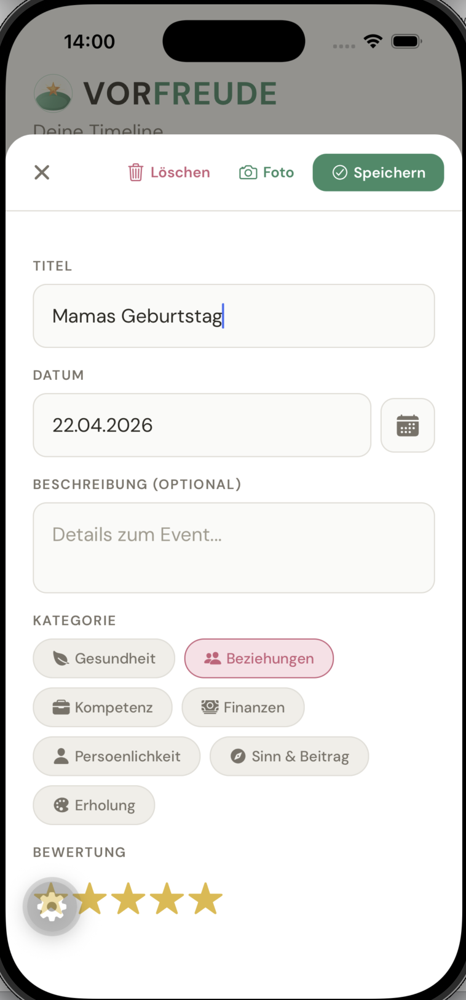 14:00
VORFREUDE
Deine Timeline
Löschen Foto Speichern
TITEL
Mamas Geburtstag
DATUM
22.04.2026
BESCHREIBUNG (OPTIONAL)
Details zum Event...
KATEGORIE
Gesundheit Beziehungen
Kompetenz Finanzen
Persoenlichkeit Sinn & Beitrag
Erholung
BEWERTUNG